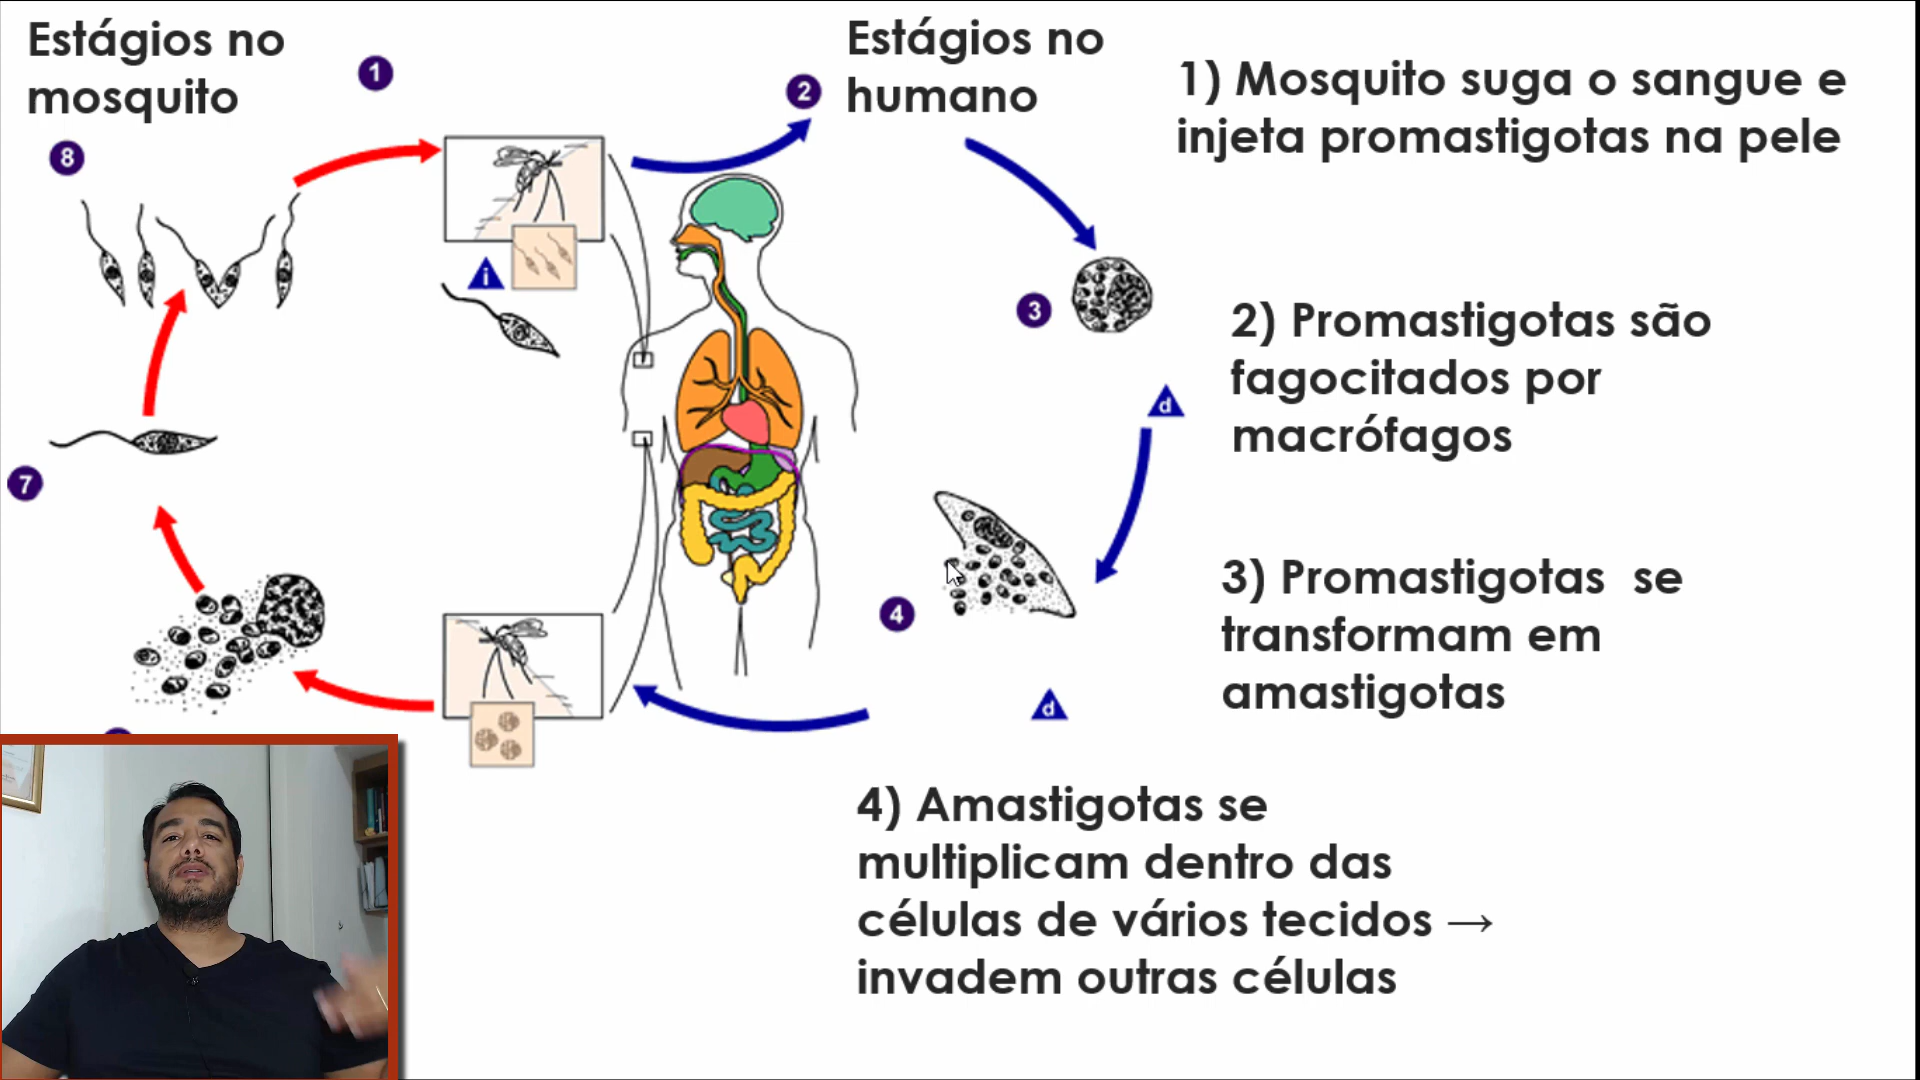 Estágios no
mosquito
1
8
7
i
2
Estágios no
humano
3
d
4
d
1) Mosquito suga o sangue e
injeta promastigotas na pele
2) Promastigotas são
fagocitados por
macrófagos
3) Promastigotas se
transformam em
amastigotas
4) Amastigotas se
multiplicam dentro das
células de vários tecidos →
invadem outras células